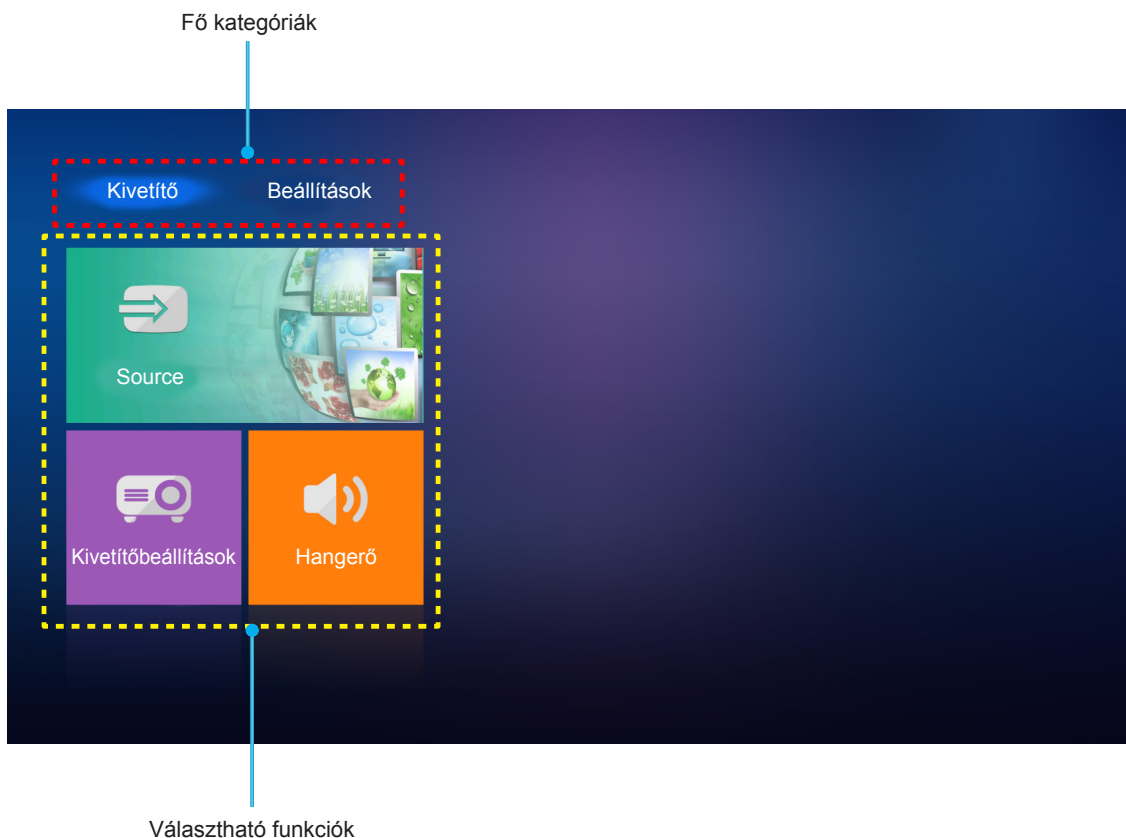 Fő kategóriák
Kivetítő Beállítások
Source
Kivetítőbeállítások Hangerő
Választható funkciók